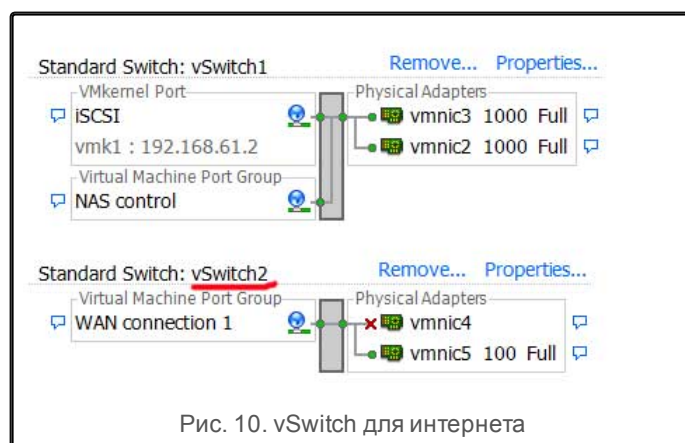 Standard Switch: vSwitch1 Remove... Properties...
VMkernel Port Physical Adapters
iSCSI vmnic3 1000 Full
vmk1 : 192.168.61.2 vmnic2 1000 Full
Virtual Machine Port Group
NAS control
Standard Switch: vSwitch2 Remove... Properties...
Virtual Machine Port Group Physical Adapters
WAN connection 1 vmnic4
vmnic5 100 Full
Рис. 10. vSwitch для интернета